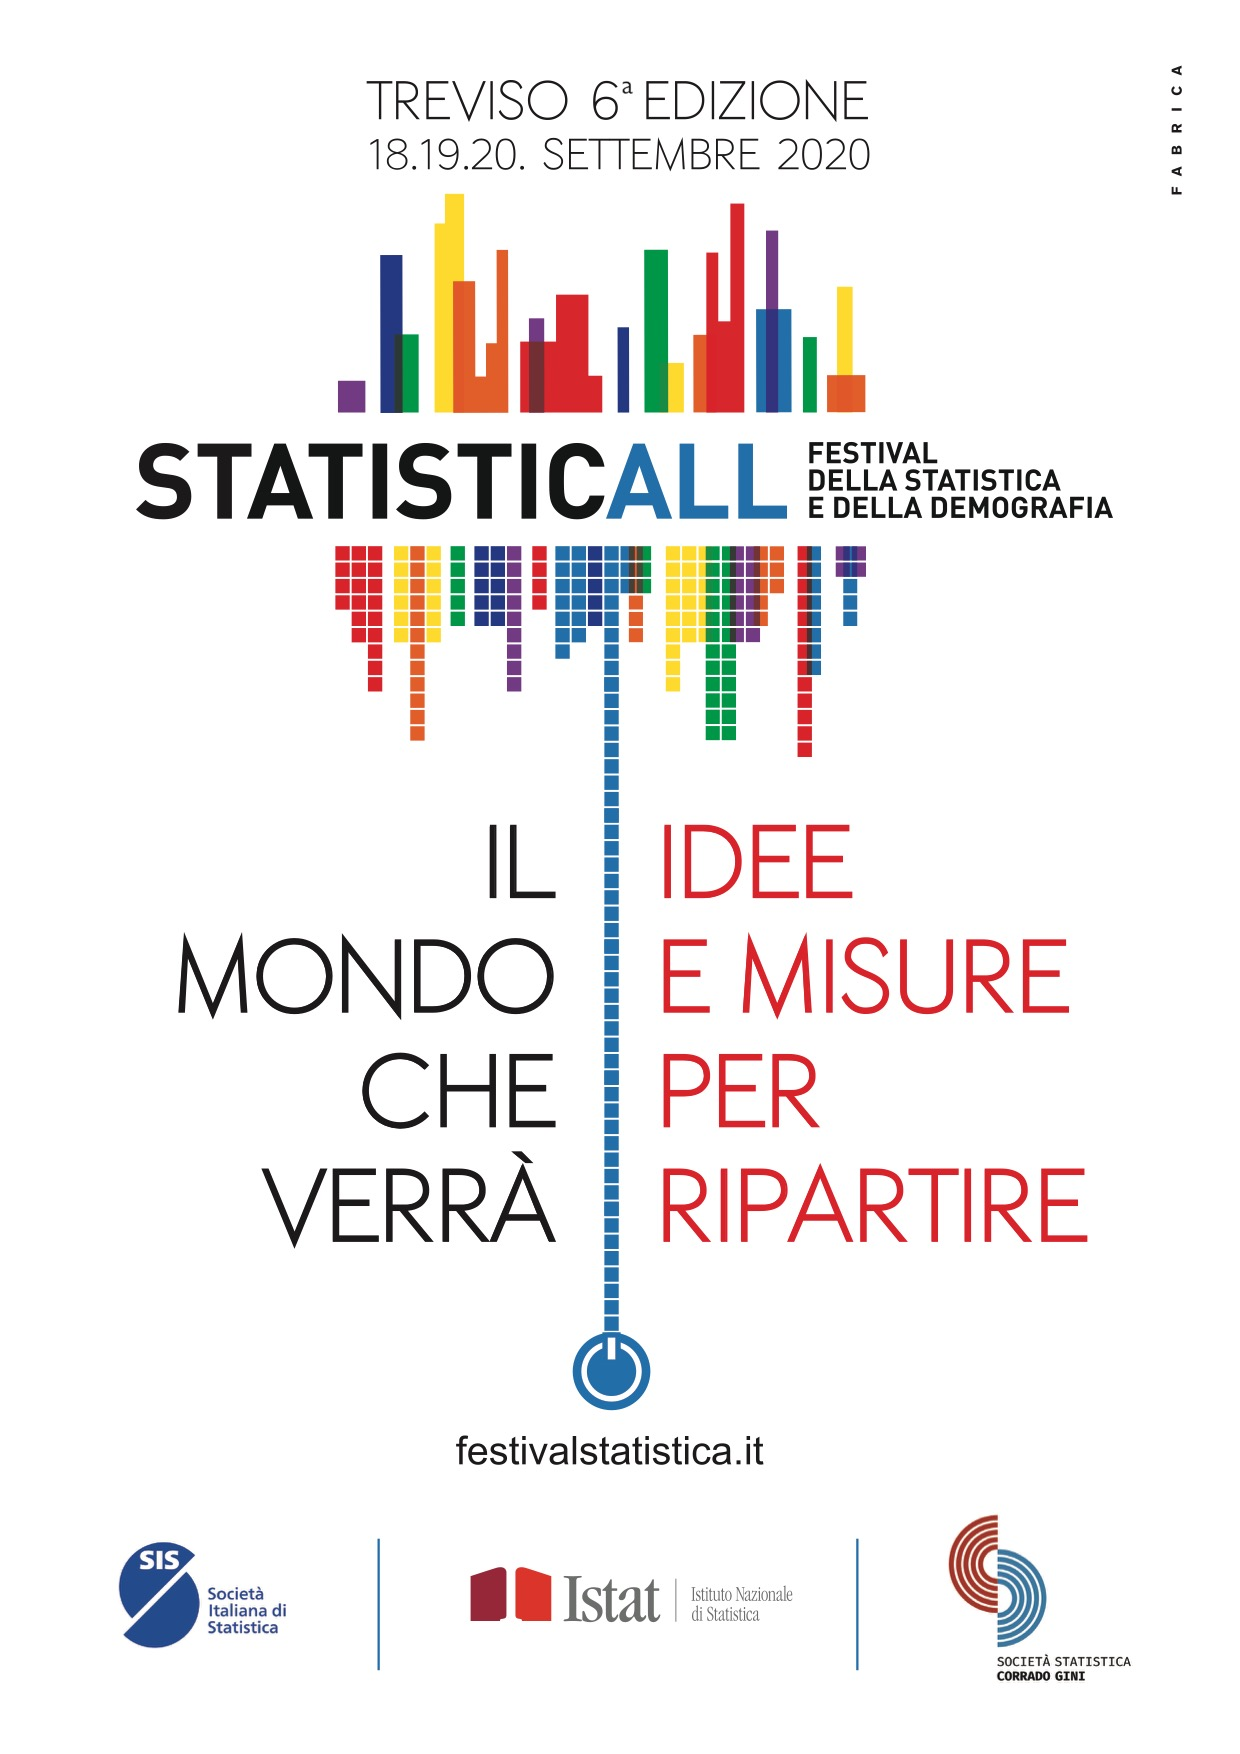 TREVISO 6ª EDIZIONE
18.19.20. SETTEMBRE 2020
FABRICA
STATISTICALL
FESTIVAL
DELLA STATISTICA
E DELLA DEMOGRAFIA
IL
MONDO
CHE
VERRÀ
IDEE
E MISURE
PER
RIPARTIRE
festivalstatistica.it
SIS
Società
Italiana di
Statistica
Istat
Istituto Nazionale
di Statistica
SOCIETÀ STATISTICA
CORRADO GINI